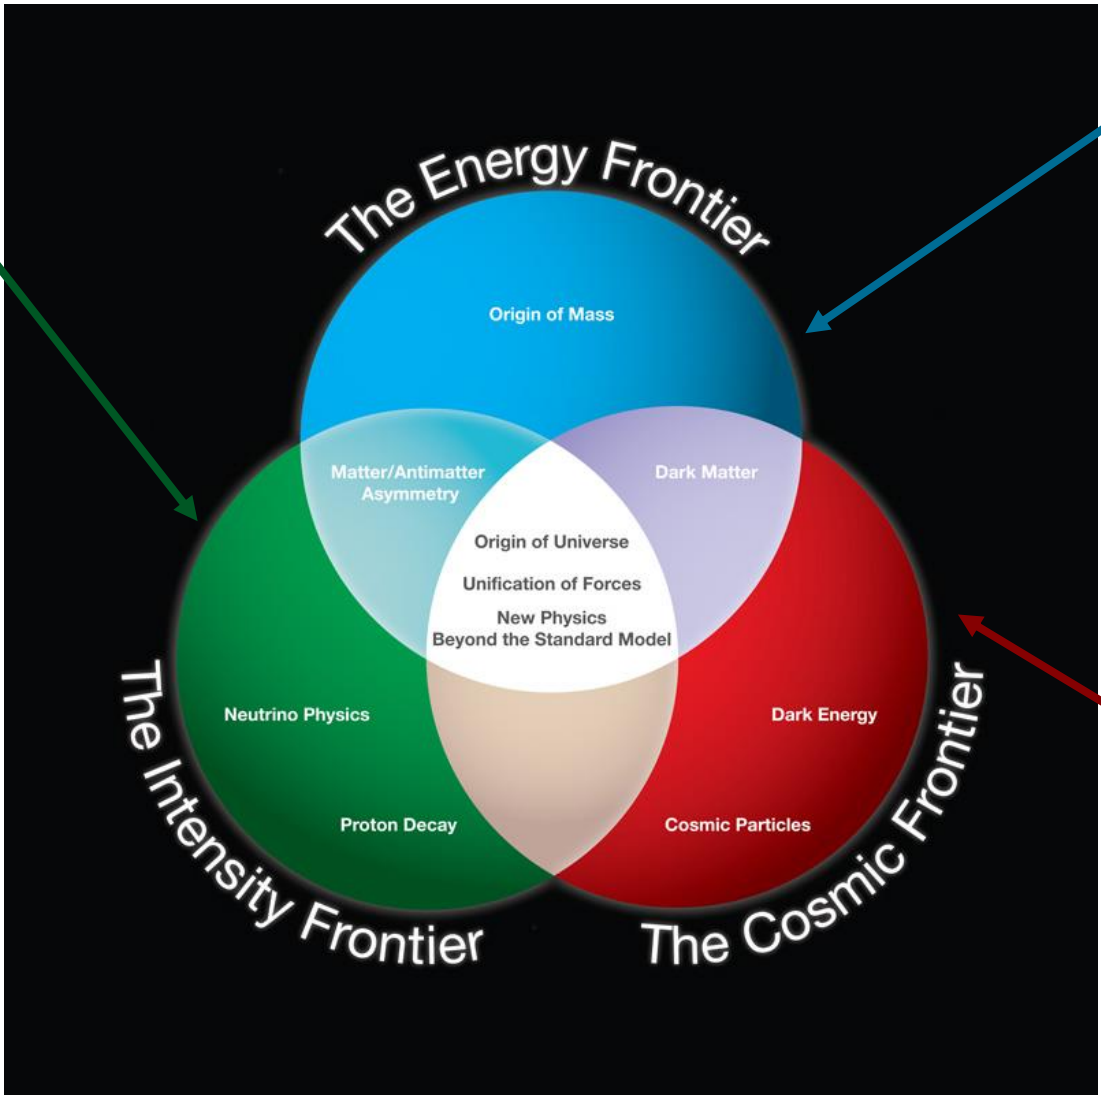 The Energy Frontier
Origin of Mass
Matter/Antimatter
Asymmetry
Dark Matter
Origin of Universe
Unification of Forces
New Physics
Beyond the Standard Model
Neutrino Physics
Dark Energy
Proton Decay
Cosmic Particles
The Intensity Frontier
The Cosmic Frontier